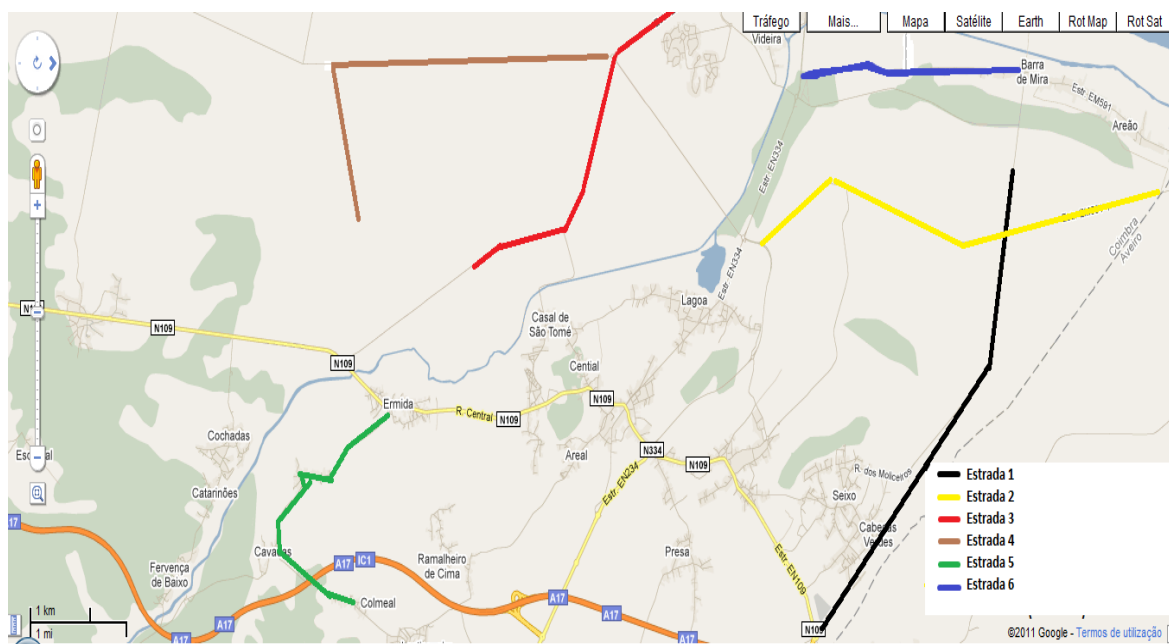 Tráfego
Mais...
Mapa
Satélite
Earth
Rot Map
Rot Sat
Videira
Barra
de Mira
Estr. EM591
Areão
Estr. EN334
Coimbra
Aveiro
Estr. EN334
Lagoa
N109
N109
Casal de
São Tomé
Cential
N109
Ermida
R. Central
N109
N109
Cochadas
Areal
N334
N109
Catarinões
Estr. EN234
R. dos Moliceiros
Seixo
Cabeças
Verdes
A17
Cavadas
A17
IC1
Ramalheiro
de Cima
Presa
Estr. EN109
Fervença
de Baixo
Colmeal
A17
A17
A17
N109
Estrada 1
Estrada 2
Estrada 3
Estrada 4
Estrada 5
Estrada 6
1 km
1 mi
©2011 Google - Termos de utilização